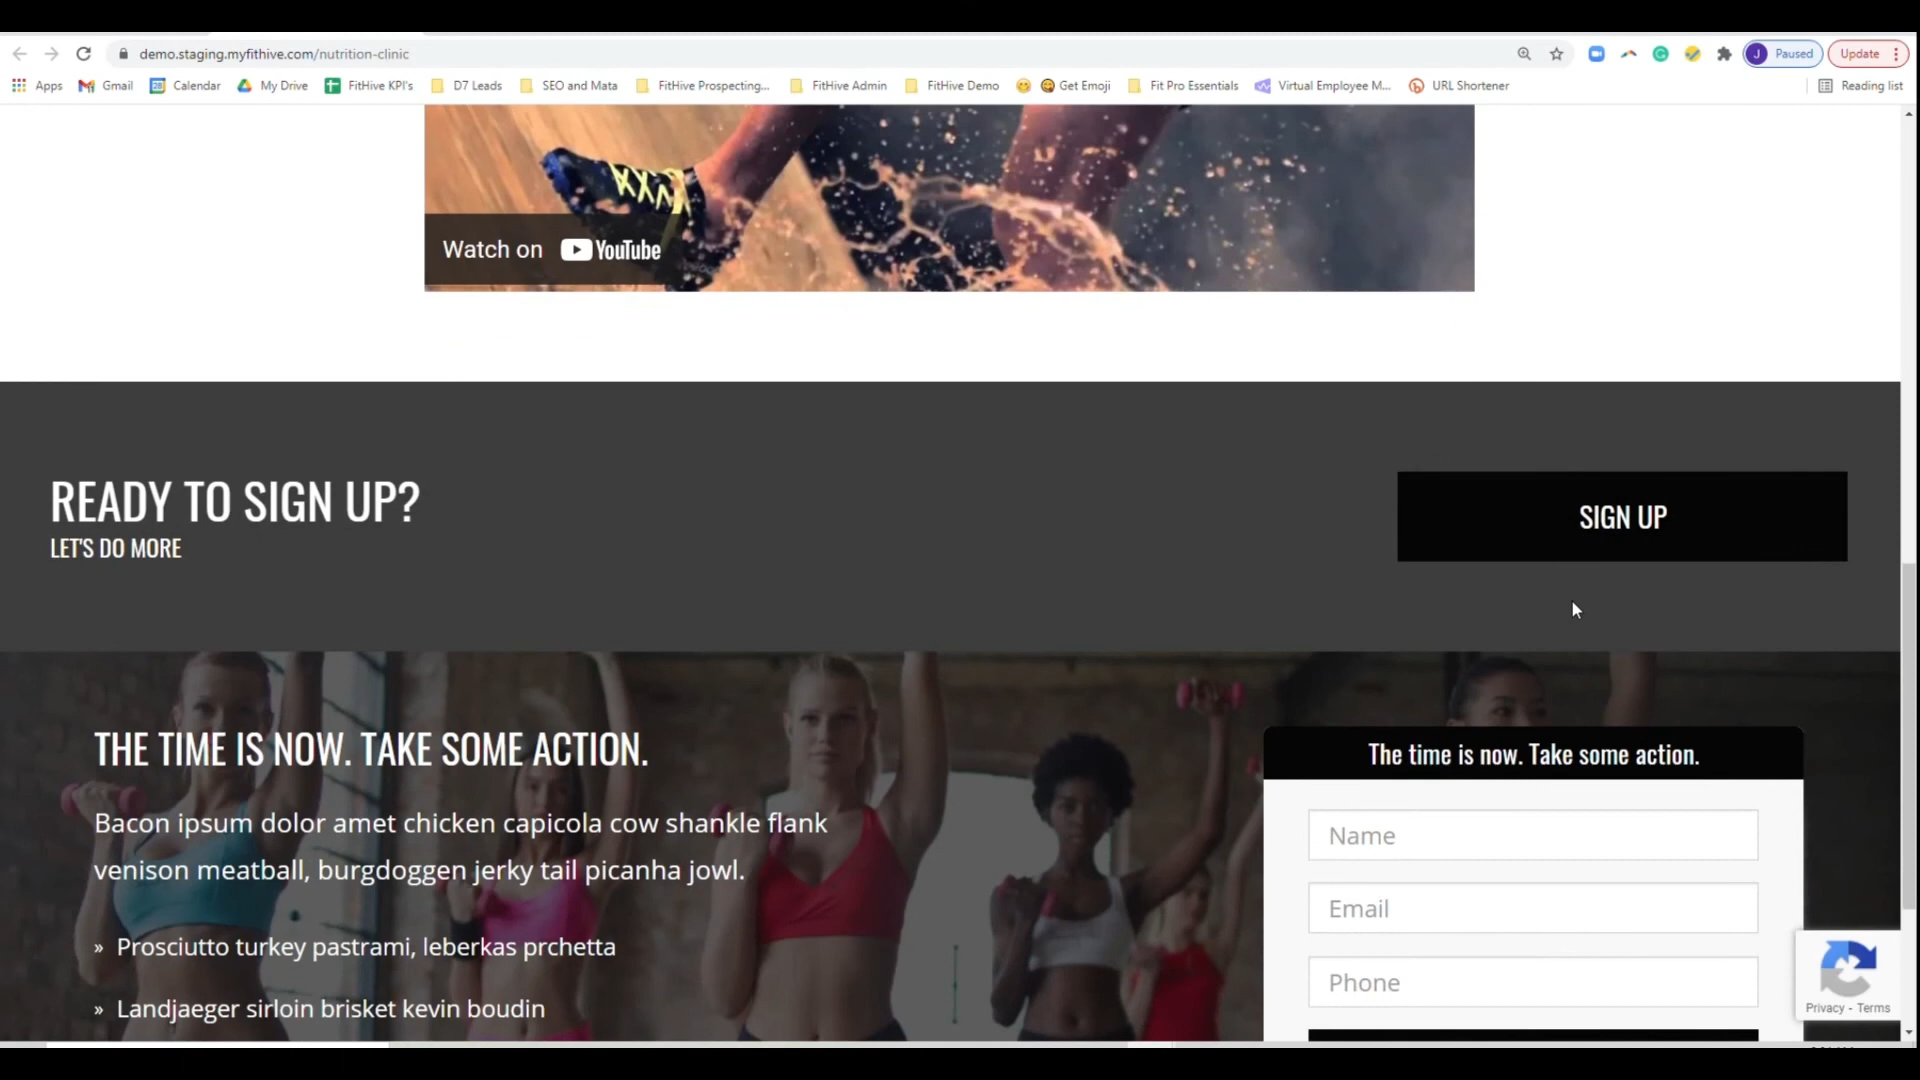 demo.staging.myfithive.com/nutrition-clinic
J Paused
Update
Apps
Gmail
Calendar
My Drive
FitHive KPI's
D7 Leads
SEO and Mata
FitHive Prospecting...
FitHive Admin
FitHive Demo
Get Emoji
Fit Pro Essentials
Virtual Employee M...
URL Shortener
Reading list
Watch on YouTube
READY TO SIGN UP?
LET'S DO MORE
SIGN UP
THE TIME IS NOW. TAKE SOME ACTION.
Bacon ipsum dolor amet chicken capicola cow shankle flank
venison meatball, burgdoggen jerky tail picanha jowl.
» Prosciutto turkey pastrami, leberkas prchetta
» Landjaeger sirloin brisket kevin boudin
The time is now. Take some action.
Name
Email
Phone
Privacy - Terms